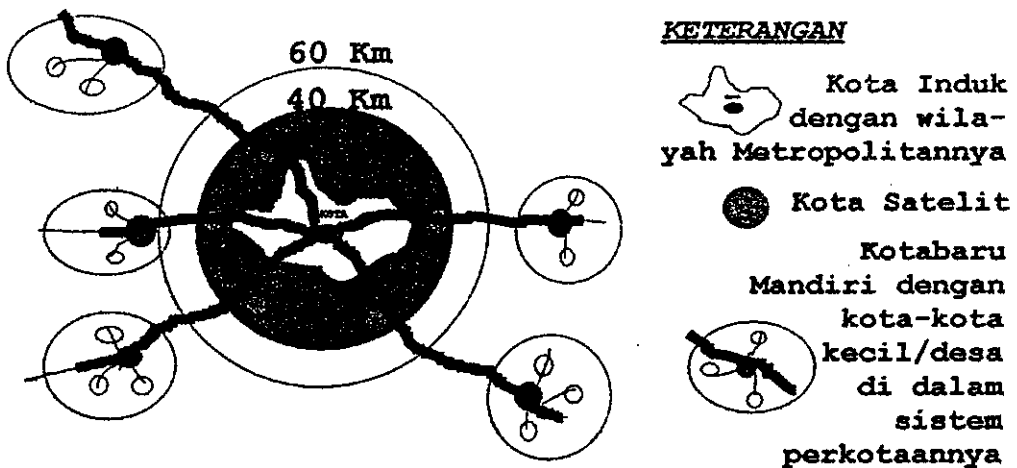 60 Km
40 Km
KOTA
KETERANGAN
Kota Induk
dengan wila-
yah Metropolitannya
Kota Satelit
Kotabaru
Mandiri dengan
kota-kota
kecil/desa
di dalam
sistem
perkotaannya